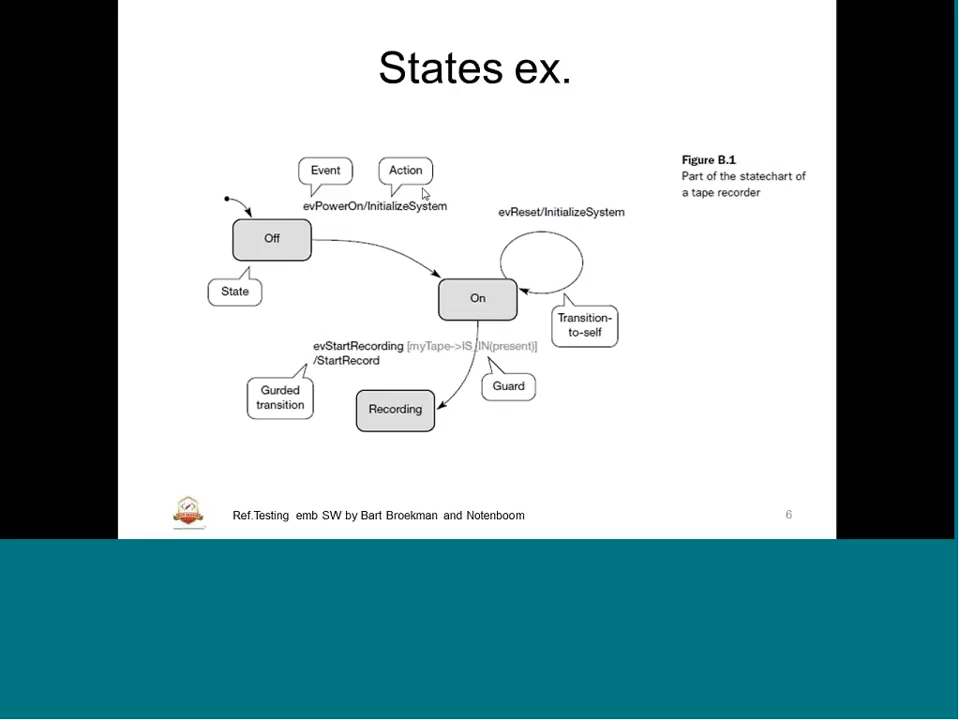 States ex.
Event
Action
evPowerOn/InitializeSystem
Figure B.1
Part of the statechart of
a tape recorder
evReset/InitializeSystem
Off
State
On
Transition-
to-self
evStartRecording [myTape->IS_IN(present)]
/StartRecord
Gurded
transition
Guard
Recording
Ref.Testing emb SW by Bart Broekman and Notenboom
6